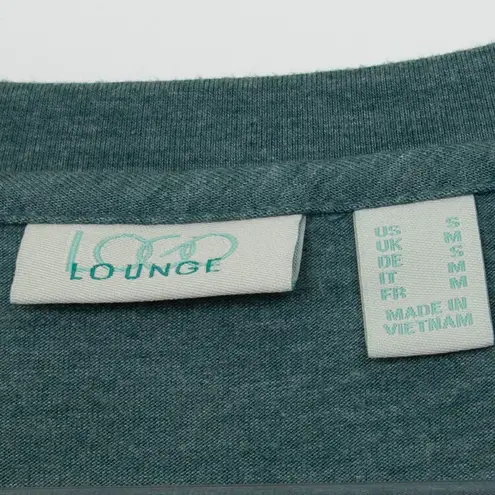 LOGO
LOUNGE
US S
UK M
DE S
IT M
FR M
MADE IN
VIETNAM